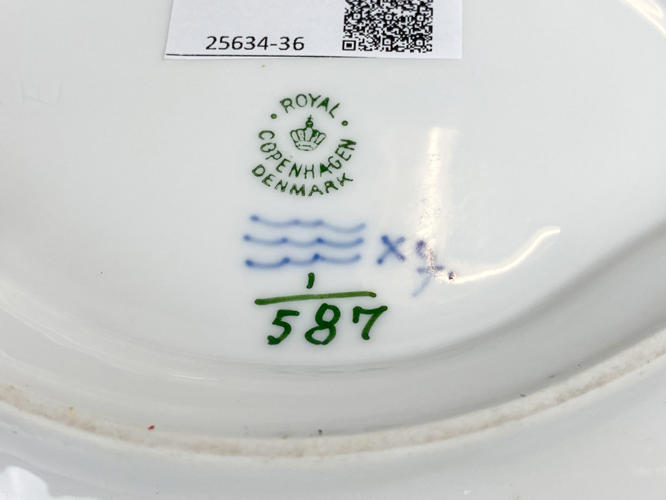 25634-36
ROYAL
COPENHAGEN
DENMARK
1
587